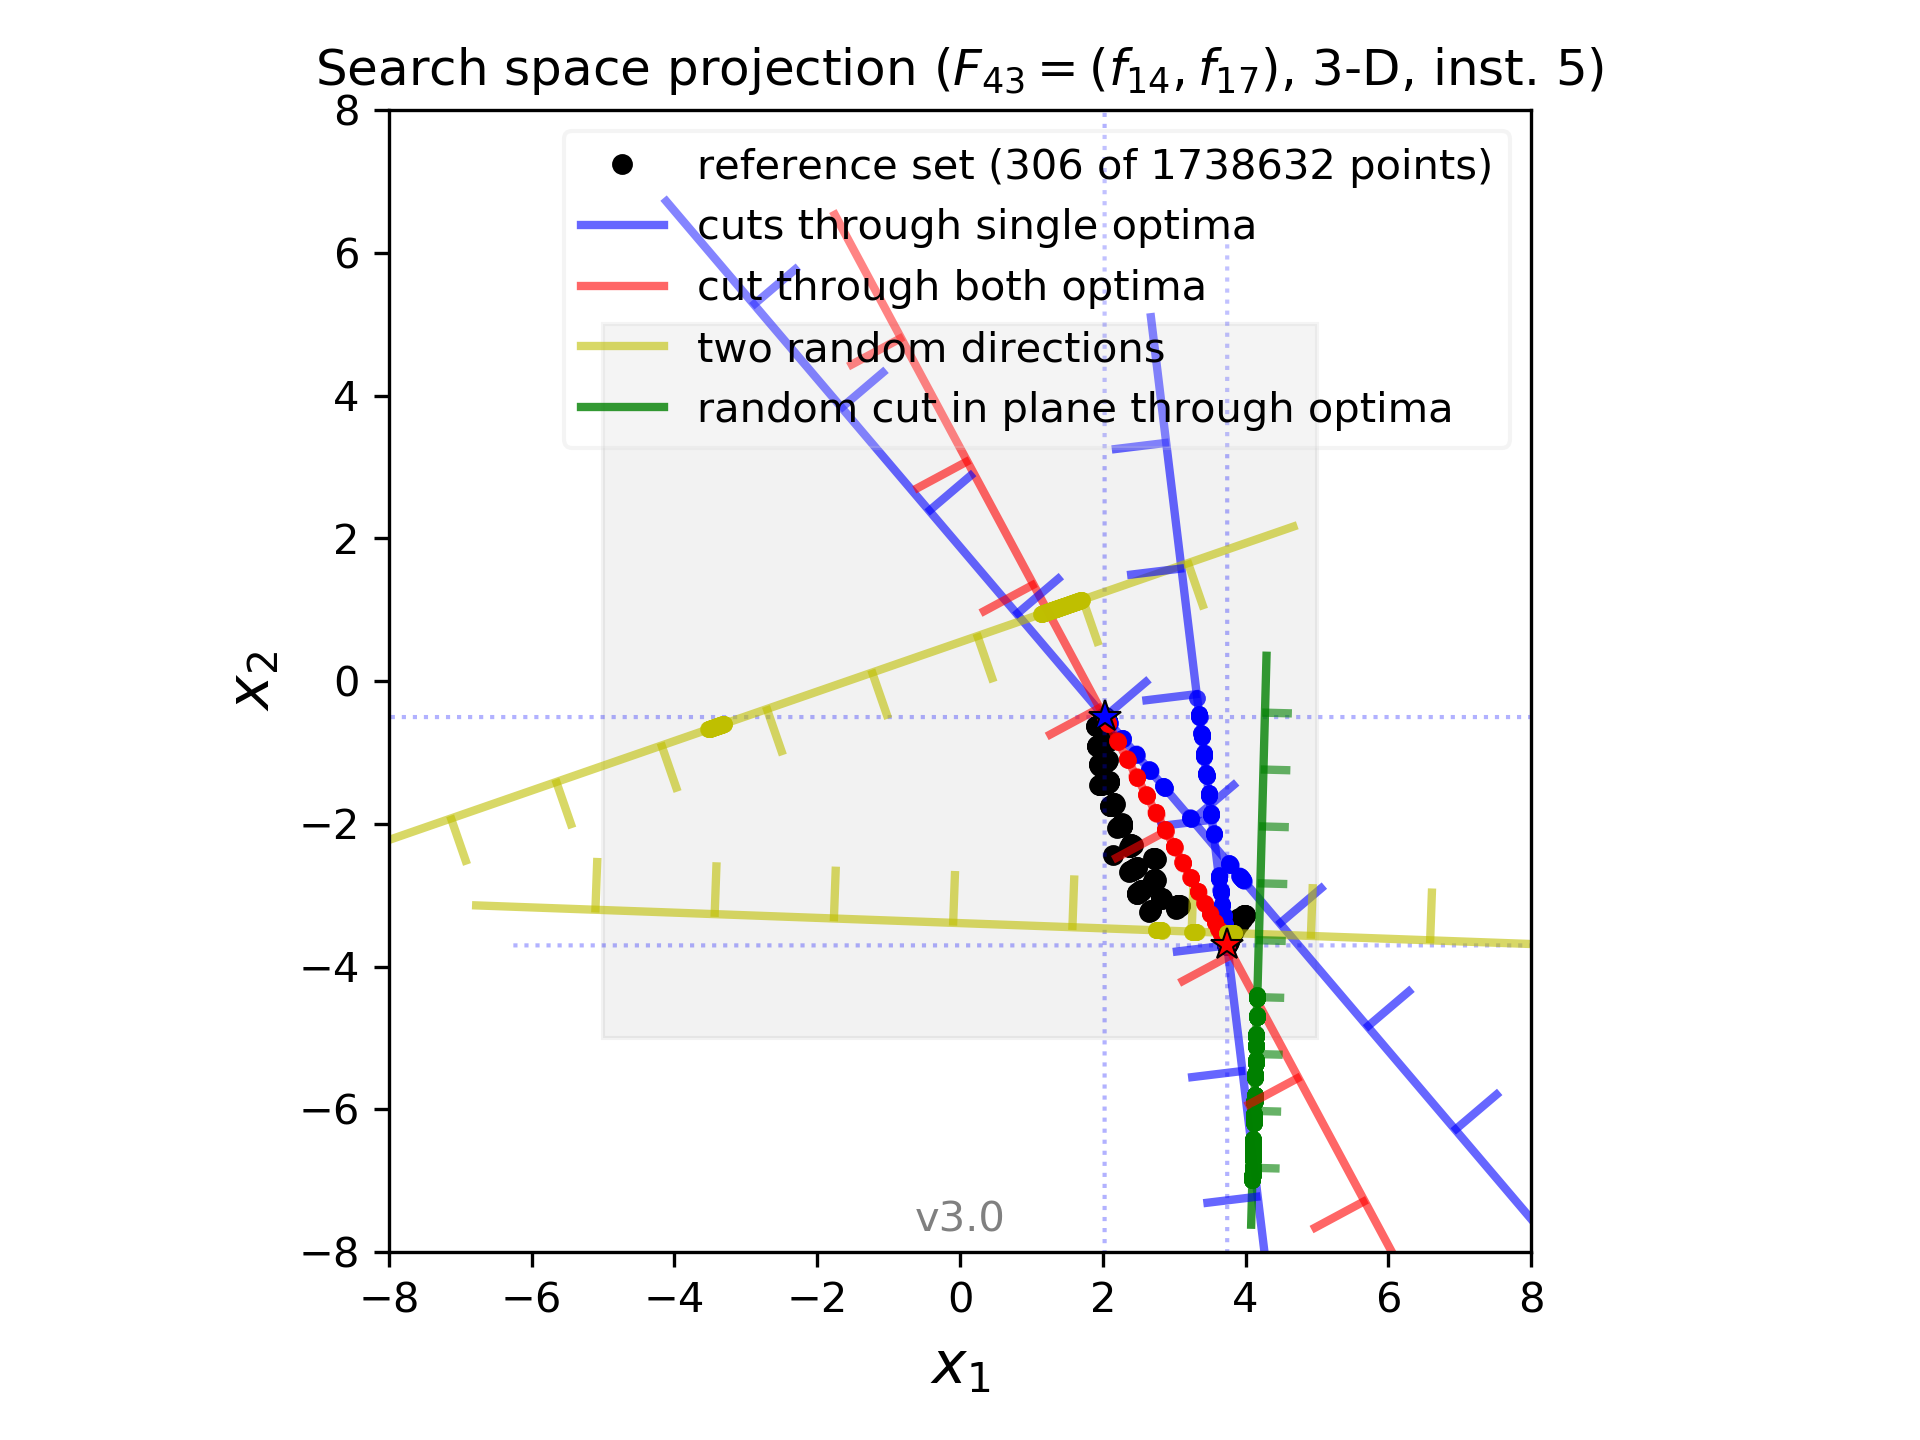 Search space projection (F43 = (f14, f17), 3-D, inst. 5)
8
6
4
2
0
−2
−4
−6
−8
x2
reference set (306 of 1738632 points)
cuts through single optima
cut through both optima
two random directions
random cut in plane through optima
v3.0
−8 −6 −4 −2 0 2 4 6 8
x1